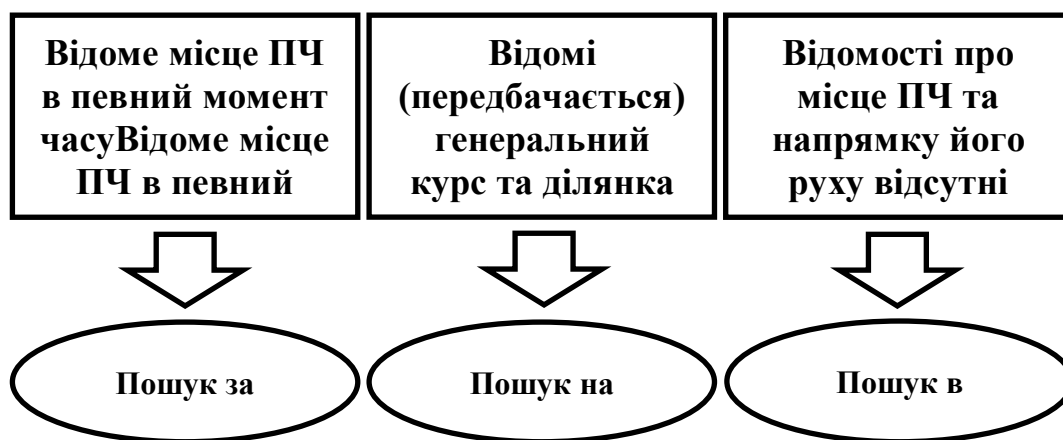 Відоме місце ПЧ
в певний момент
часуВідоме місце
ПЧ в певний
Відомі
(передбачається)
генеральний
курс та ділянка
Відомості про
місце ПЧ та
напрямку його
руху відсутні
Пошук за
Пошук на
Пошук в